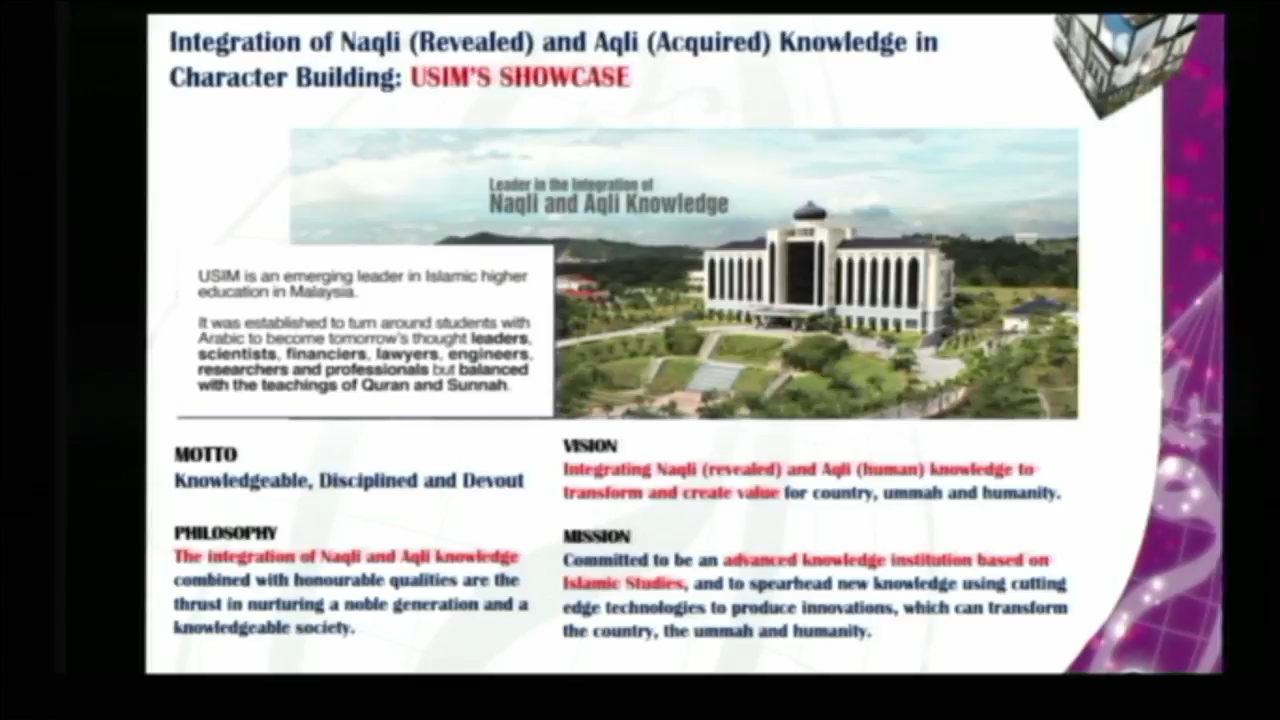 Integration of Naqli (Revealed) and Aqli (Acquired) Knowledge in
Character Building: USIM'S SHOWCASE
Leader in the Integration of
Naqli and Aqli Knowledge
USIM is an emerging leader in Islamic higher
education in Malaysia.
It was established to turn around students with
Arabic to become tomorrow's thought leaders,
scientists, financiers, lawyers, engineers,
researchers and professionals but balanced
with the teachings of Quran and Sunnah.
MOTTO
Knowledgeable, Disciplined and Devout
PHILOSOPHY
The integration of Naqli and Aqli knowledge
combined with honourable qualities are the
thrust in nurturing a noble generation and a
knowledgeable society.
VISION
Integrating Naqli (revealed) and Aqli (human) knowledge to
transform and create value for country, ummah and humanity.
MISSION
Committed to be an advanced knowledge institution based on
Islamic Studies, and to spearhead new knowledge using cutting
edge technologies to produce innovations, which can transform
the country, the ummah and humanity.